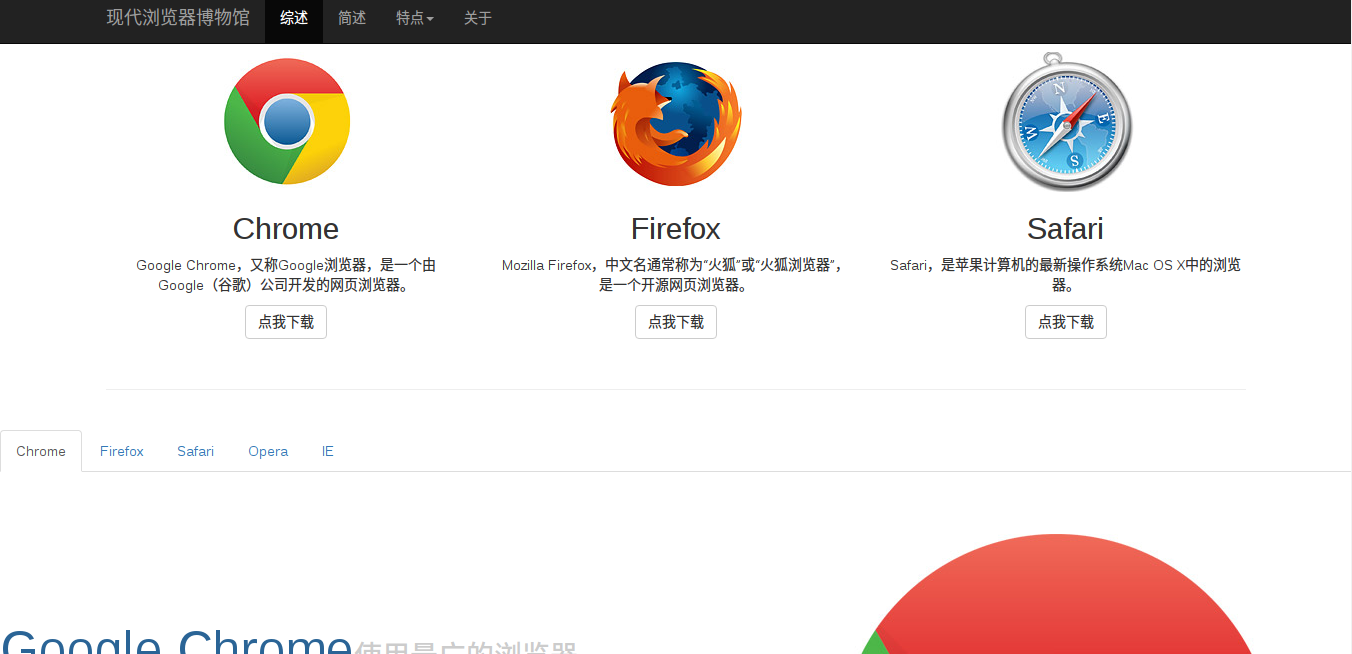 现代浏览器博物馆 综述 简述 特点 关于
N
E
W
S
Chrome Firefox Safari
Google Chrome，又称Google浏览器，是一个由
Google（谷歌）公司开发的网页浏览器。
Mozilla Firefox，中文名通常称为“火狐”或“火狐浏览器”，
是一个开源网页浏览器。
Safari，是苹果计算机的最新操作系统Mac OS X中的浏览
器。
点我下载 点我下载 点我下载
Chrome Firefox Safari Opera IE
Google Chrome使用最广的浏览器